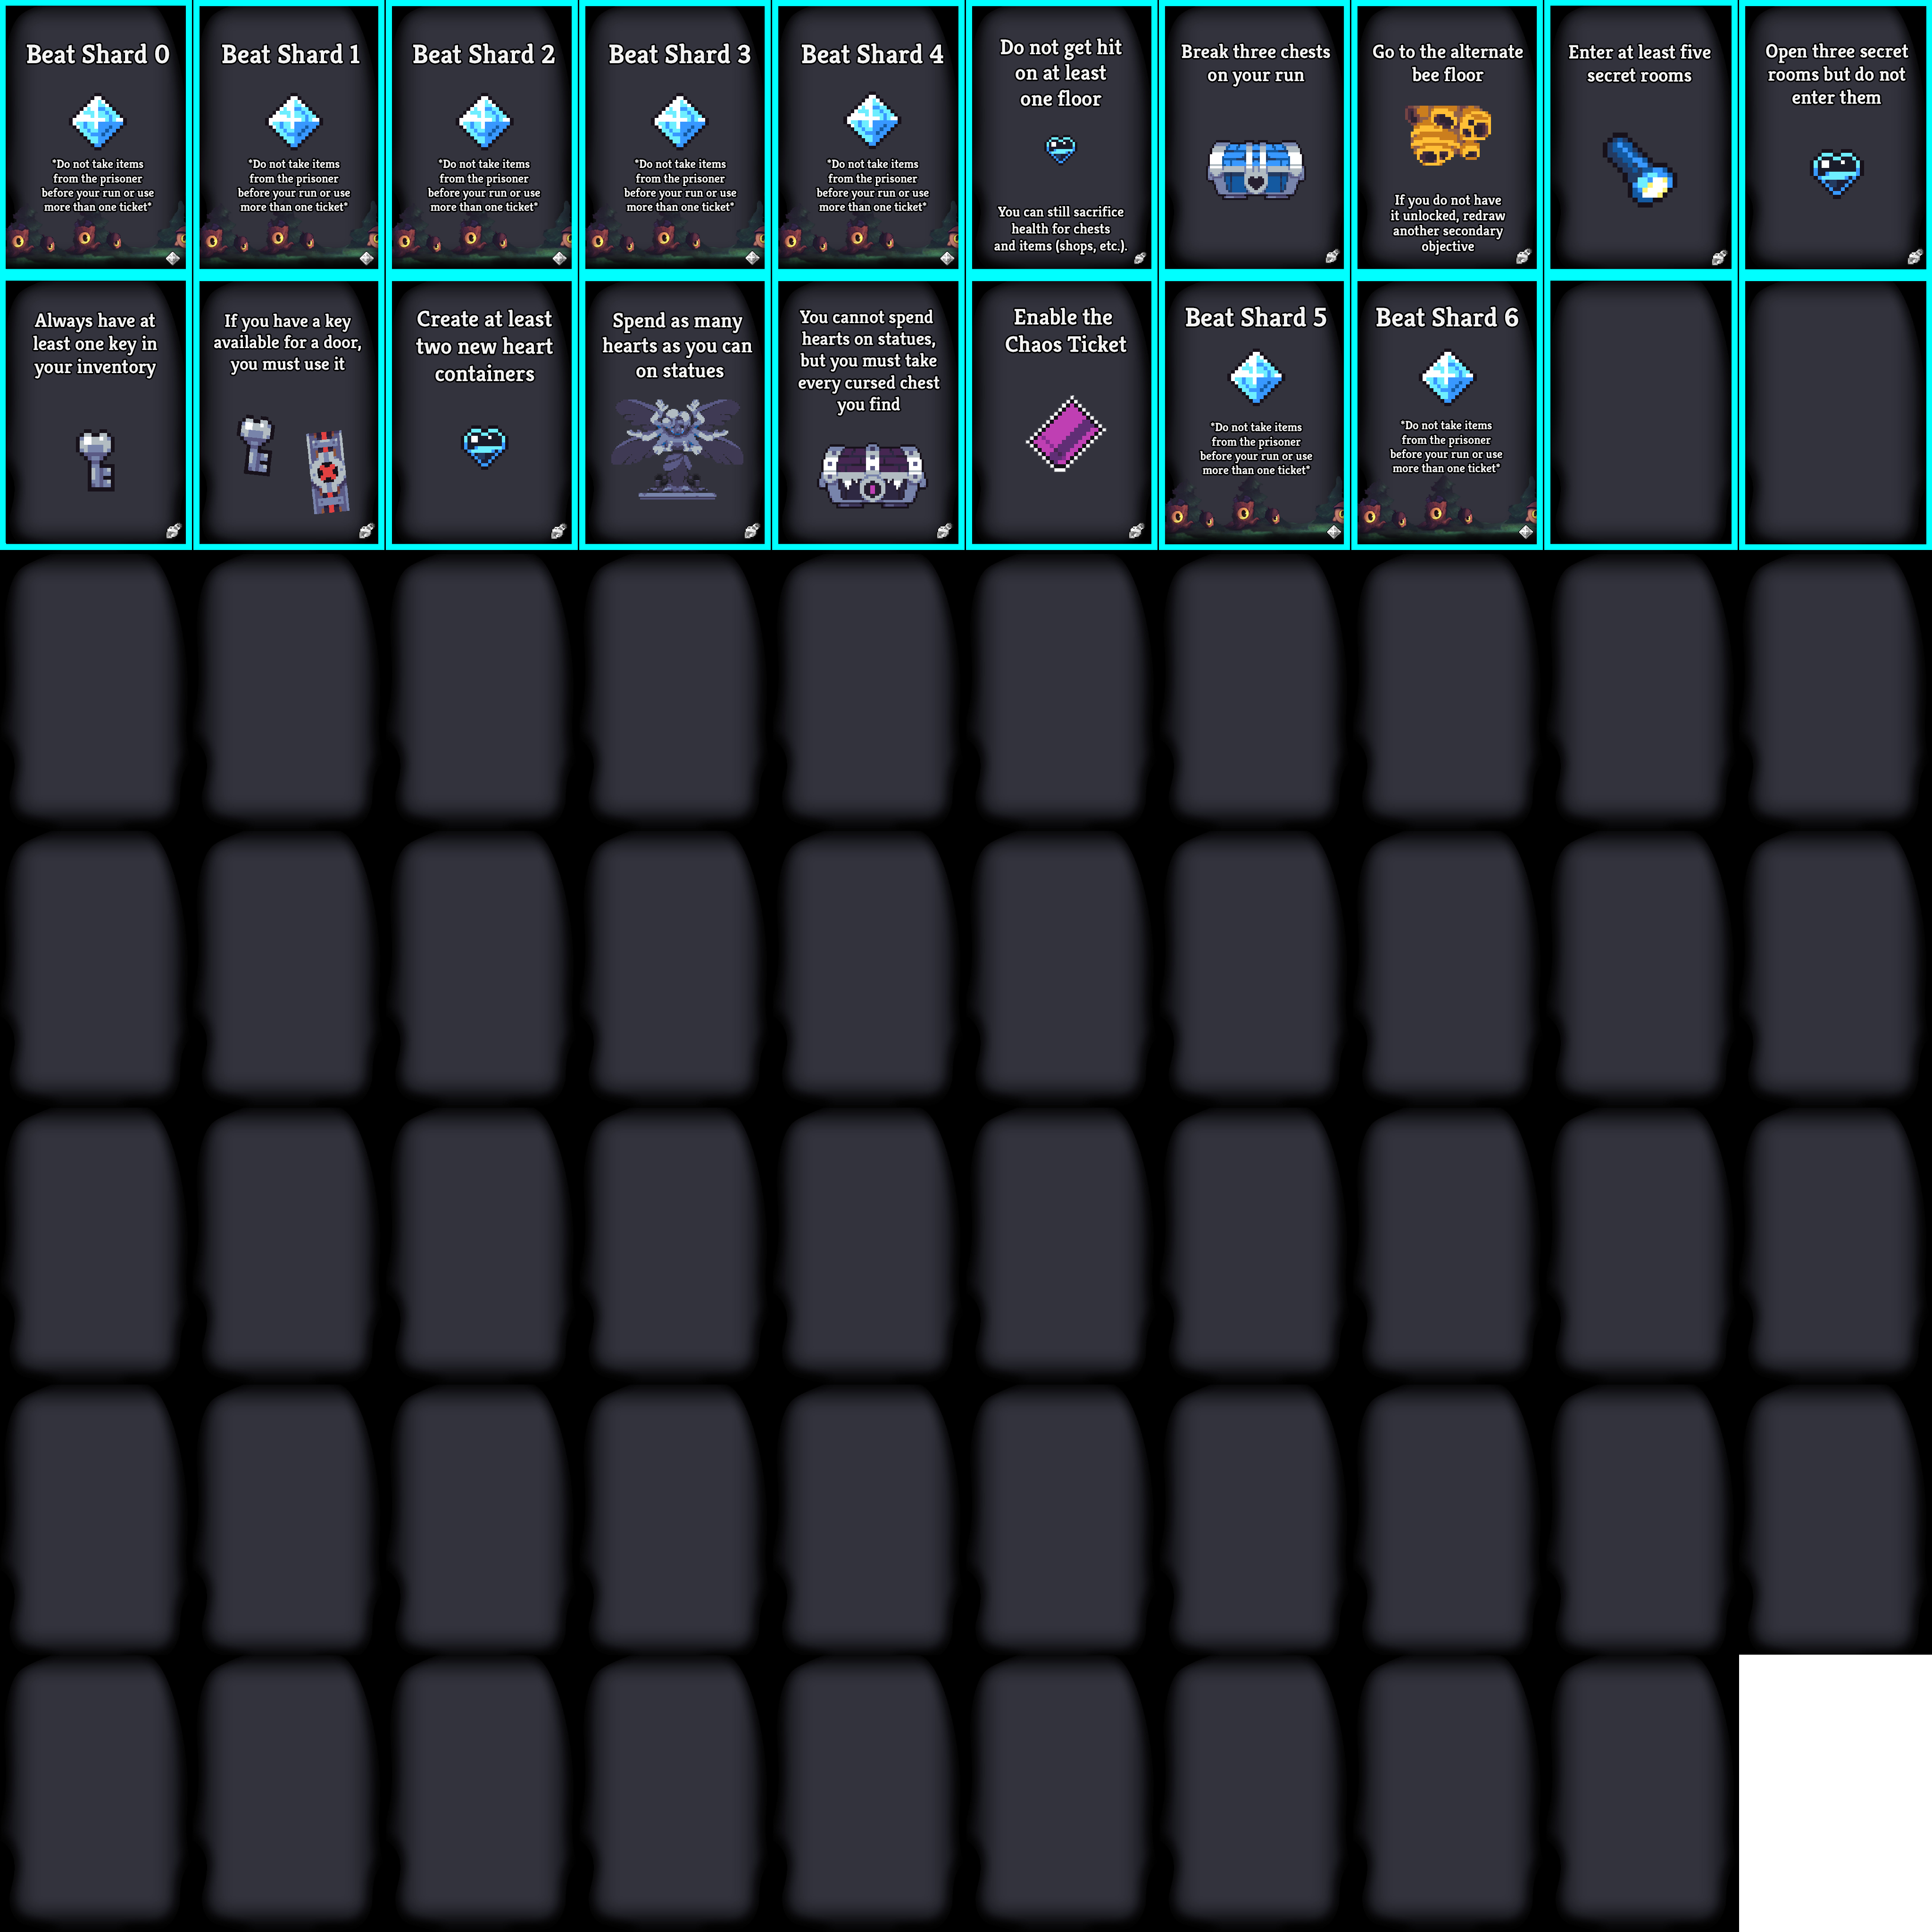 Beat Shard 0
*Do not take items
from the prisoner
before your run or use
more than one ticket*
Beat Shard 1
*Do not take items
from the prisoner
before your run or use
more than one ticket*
Beat Shard 2
*Do not take items
from the prisoner
before your run or use
more than one ticket*
Beat Shard 3
*Do not take items
from the prisoner
before your run or use
more than one ticket*
Beat Shard 4
*Do not take items
from the prisoner
before your run or use
more than one ticket*
Do not get hit
on at least
one floor
You can still sacrifice
health for chests
and items (shops, etc.).
Break three chests
on your run
Go to the alternate
bee floor
If you do not have
it unlocked, redraw
another secondary
objective
Enter at least five
secret rooms
Open three secret
rooms but do not
enter them
Always have at
least one key in
your inventory
If you have a key
available for a door,
you must use it
Create at least
two new heart
containers
Spend as many
hearts as you can
on statues
You cannot spend
hearts on statues,
but you must take
every cursed chest
you find
Enable the
Chaos Ticket
Beat Shard 5
*Do not take items
from the prisoner
before your run or use
more than one ticket*
Beat Shard 6
*Do not take items
from the prisoner
before your run or use
more than one ticket*